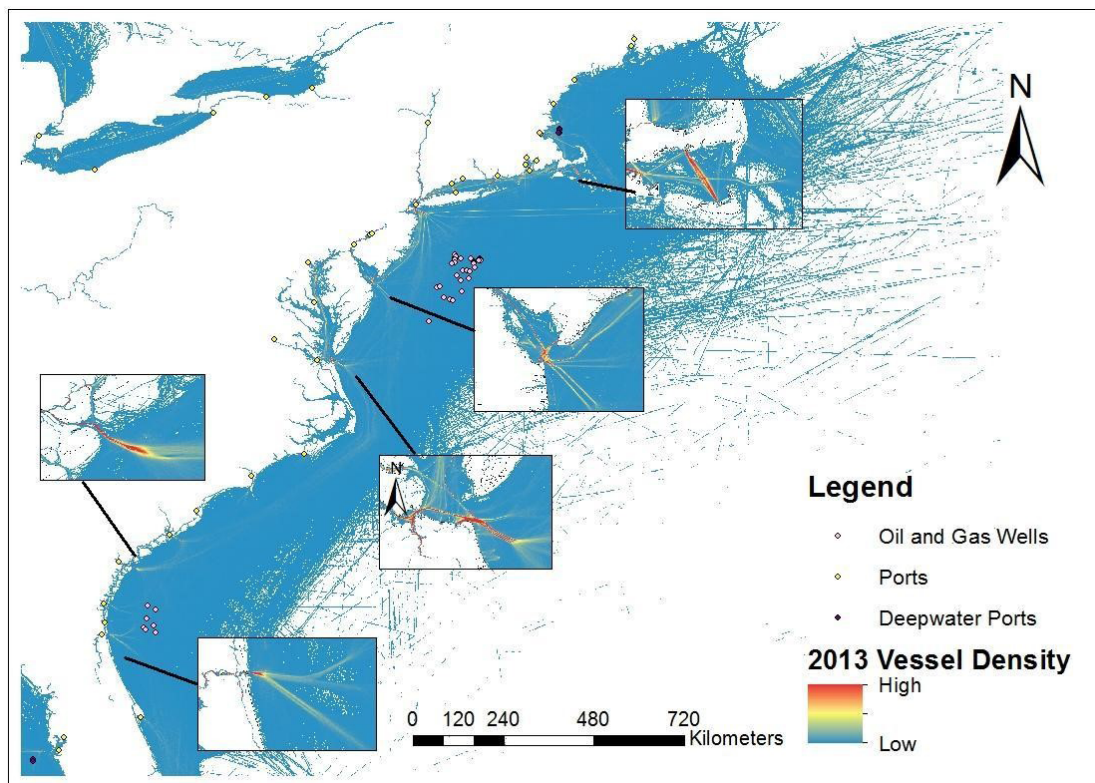 N
N
Legend
Oil and Gas Wells
Ports
Deepwater Ports
2013 Vessel Density
High
Low
0 120 240 480 720
Kilometers